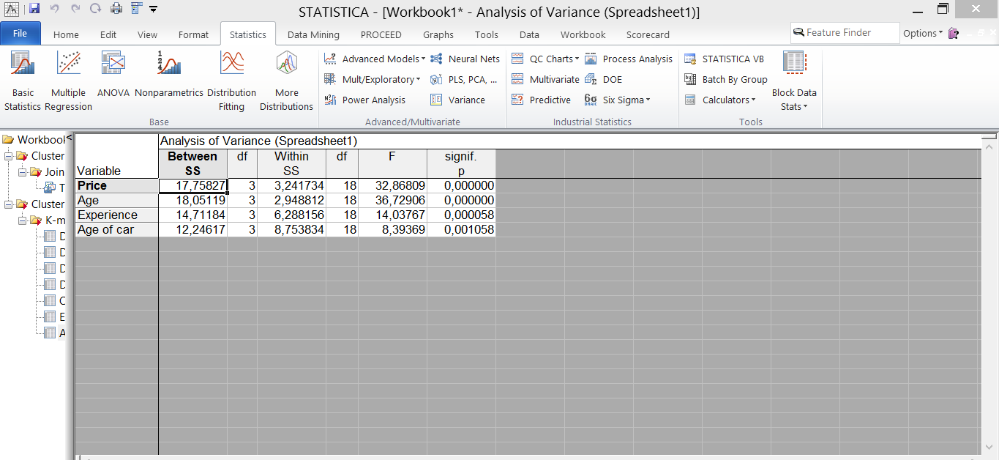 STATISTICA - [Workbook1* - Analysis of Variance (Spreadsheet1)]
File Home Edit View Format Statistics Data Mining PROCEED Graphs Tools Data Workbook Scorecard Feature Finder Options
Basic Statistics
Multiple Regression
ANOVA
Nonparametrics
Distribution Fitting
More Distributions
Base
Advanced Models Neural Nets
Mult/Exploratory PLS, PCA, ...
Power Analysis Variance
Advanced/Multivariate
QC Charts Process Analysis
Multivariate DOE
Predictive Six Sigma
Industrial Statistics
STATISTICA VB
Batch By Group
Calculators
Block Data Stats
Tools
Workbool
Cluster
Join
T
Cluster
K-m
D
D
D
D
C
E
A
Analysis of Variance (Spreadsheet1)
Variable Between SS df Within SS df F signif. p
Price 17,75827 3 3,241734 18 32,86809 0,000000
Age 18,05119 3 2,948812 18 36,72906 0,000000
Experience 14,71184 3 6,288156 18 14,03767 0,000058
Age of car 12,24617 3 8,753834 18 8,39369 0,001058